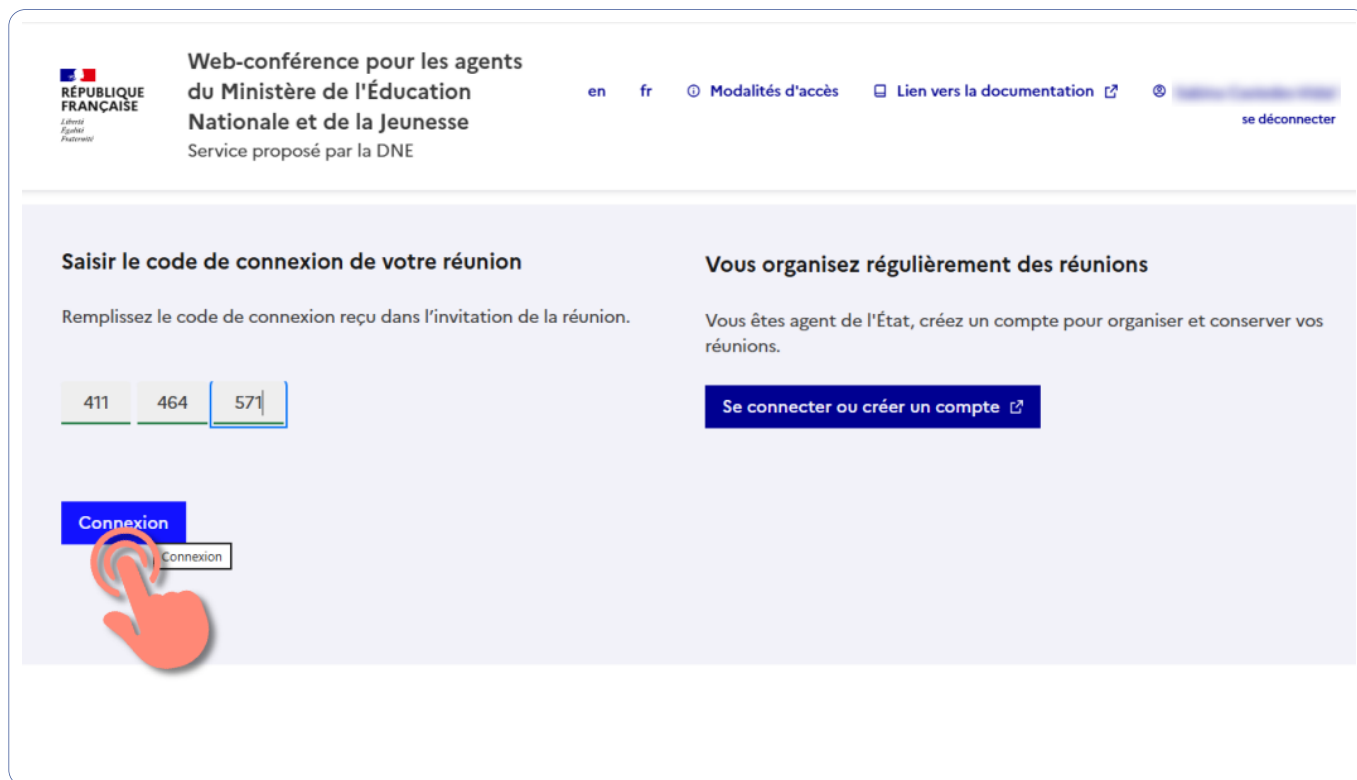 RÉPUBLIQUE
FRANÇAISE
Liberté
Égalité
Fraternité
Web-conférence pour les agents
du Ministère de l'Éducation
Nationale et de la Jeunesse
Service proposé par la DNE
en fr Modalités d'accès Lien vers la documentation
se déconnecter
Saisir le code de connexion de votre réunion
Remplissez le code de connexion reçu dans l'invitation de la réunion.
411 464 571
Connexion
Connexion
Vous organisez régulièrement des réunions
Vous êtes agent de l'État, créez un compte pour organiser et conserver vos
réunions.
Se connecter ou créer un compte